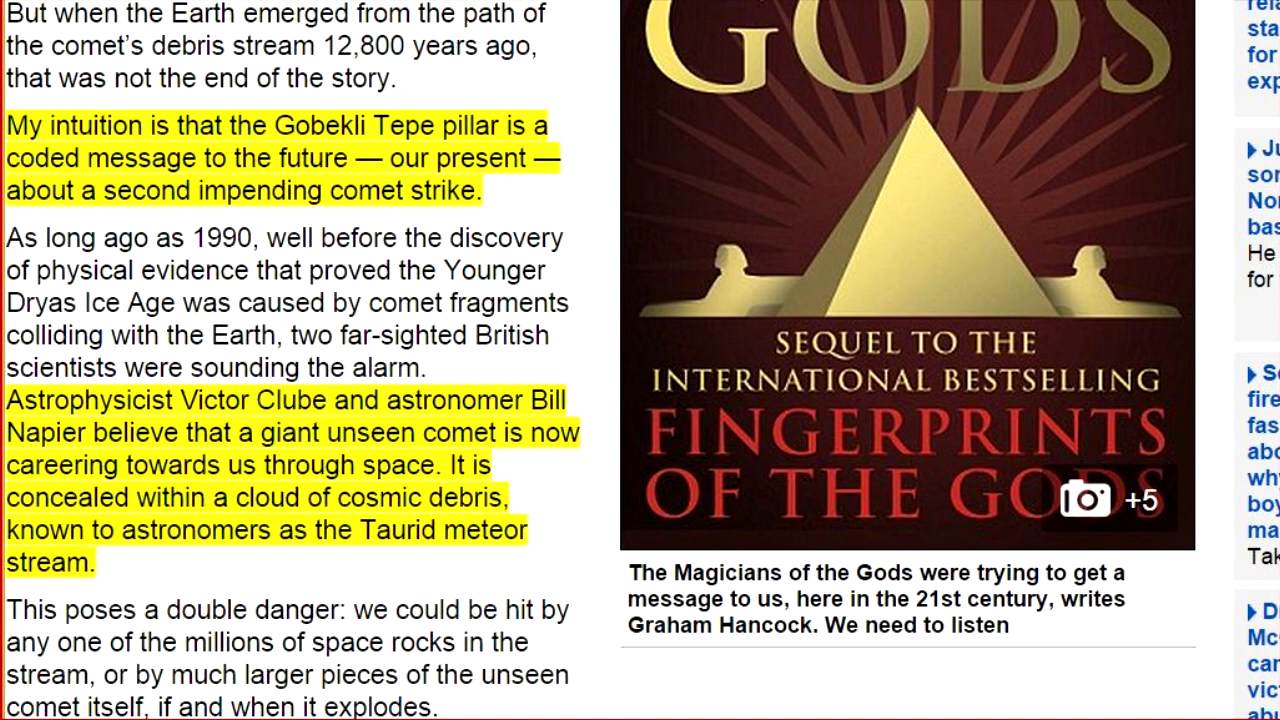 But when the Earth emerged from the path of
the comet’s debris stream 12,800 years ago,
that was not the end of the story.
My intuition is that the Gobekli Tepe pillar is a
coded message to the future — our present —
about a second impending comet strike.
As long ago as 1990, well before the discovery
of physical evidence that proved the Younger
Dryas Ice Age was caused by comet fragments
colliding with the Earth, two far-sighted British
scientists were sounding the alarm.
Astrophysicist Victor Clube and astronomer Bill
Napier believe that a giant unseen comet is now
careering towards us through space. It is
concealed within a cloud of cosmic debris,
known to astronomers as the Taurid meteor
stream.
This poses a double danger: we could be hit by
any one of the millions of space rocks in the
stream, or by much larger pieces of the unseen
comet itself, if and when it explodes.
GODS
SEQUEL TO THE
INTERNATIONAL BESTSELLING
FINGERPRINTS
OF THE GODS
+5
The Magicians of the Gods were trying to get a
message to us, here in the 21st century, writes
Graham Hancock. We need to listen
for
He
for